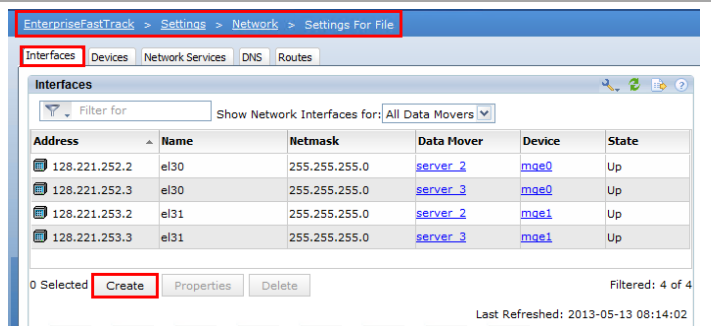 EnterpriseFastTrack > Settings > Network > Settings For File
Interfaces Devices Network Services DNS Routes
Interfaces
Filter for Show Network Interfaces for: All Data Movers
Address Name Netmask Data Mover Device State
128.221.252.2 el30 255.255.255.0 server_2 mge0 Up
128.221.252.3 el30 255.255.255.0 server_3 mge0 Up
128.221.253.2 el31 255.255.255.0 server_2 mge1 Up
128.221.253.3 el31 255.255.255.0 server_3 mge1 Up
0 Selected Create Properties Delete Filtered: 4 of 4
Last Refreshed: 2013-05-13 08:14:02